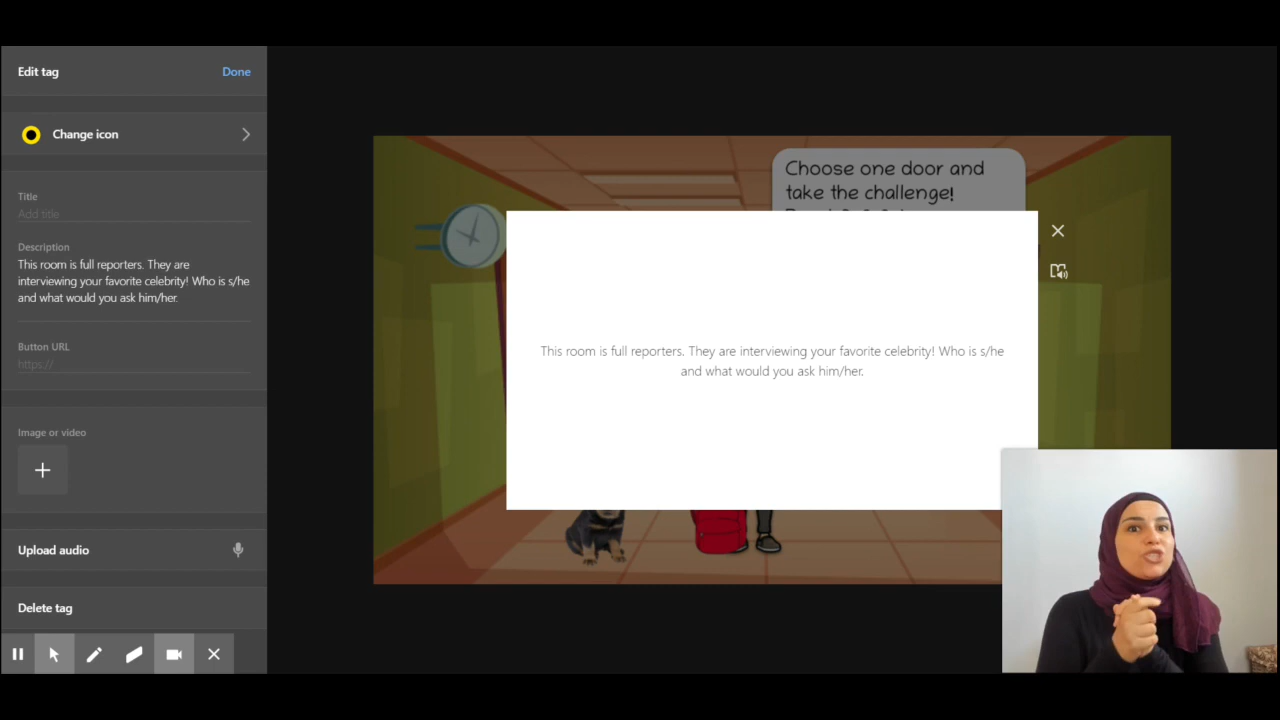 Edit tag
Done
Change icon
Title
Add title
Description
This room is full reporters. They are
interviewing your favorite celebrity! Who is s/he
and what would you ask him/her.
Button URL
https://
Image or video
Upload audio
Delete tag
Choose one door and
take the challenge!
This room is full reporters. They are interviewing your favorite celebrity! Who is s/he
and what would you ask him/her.